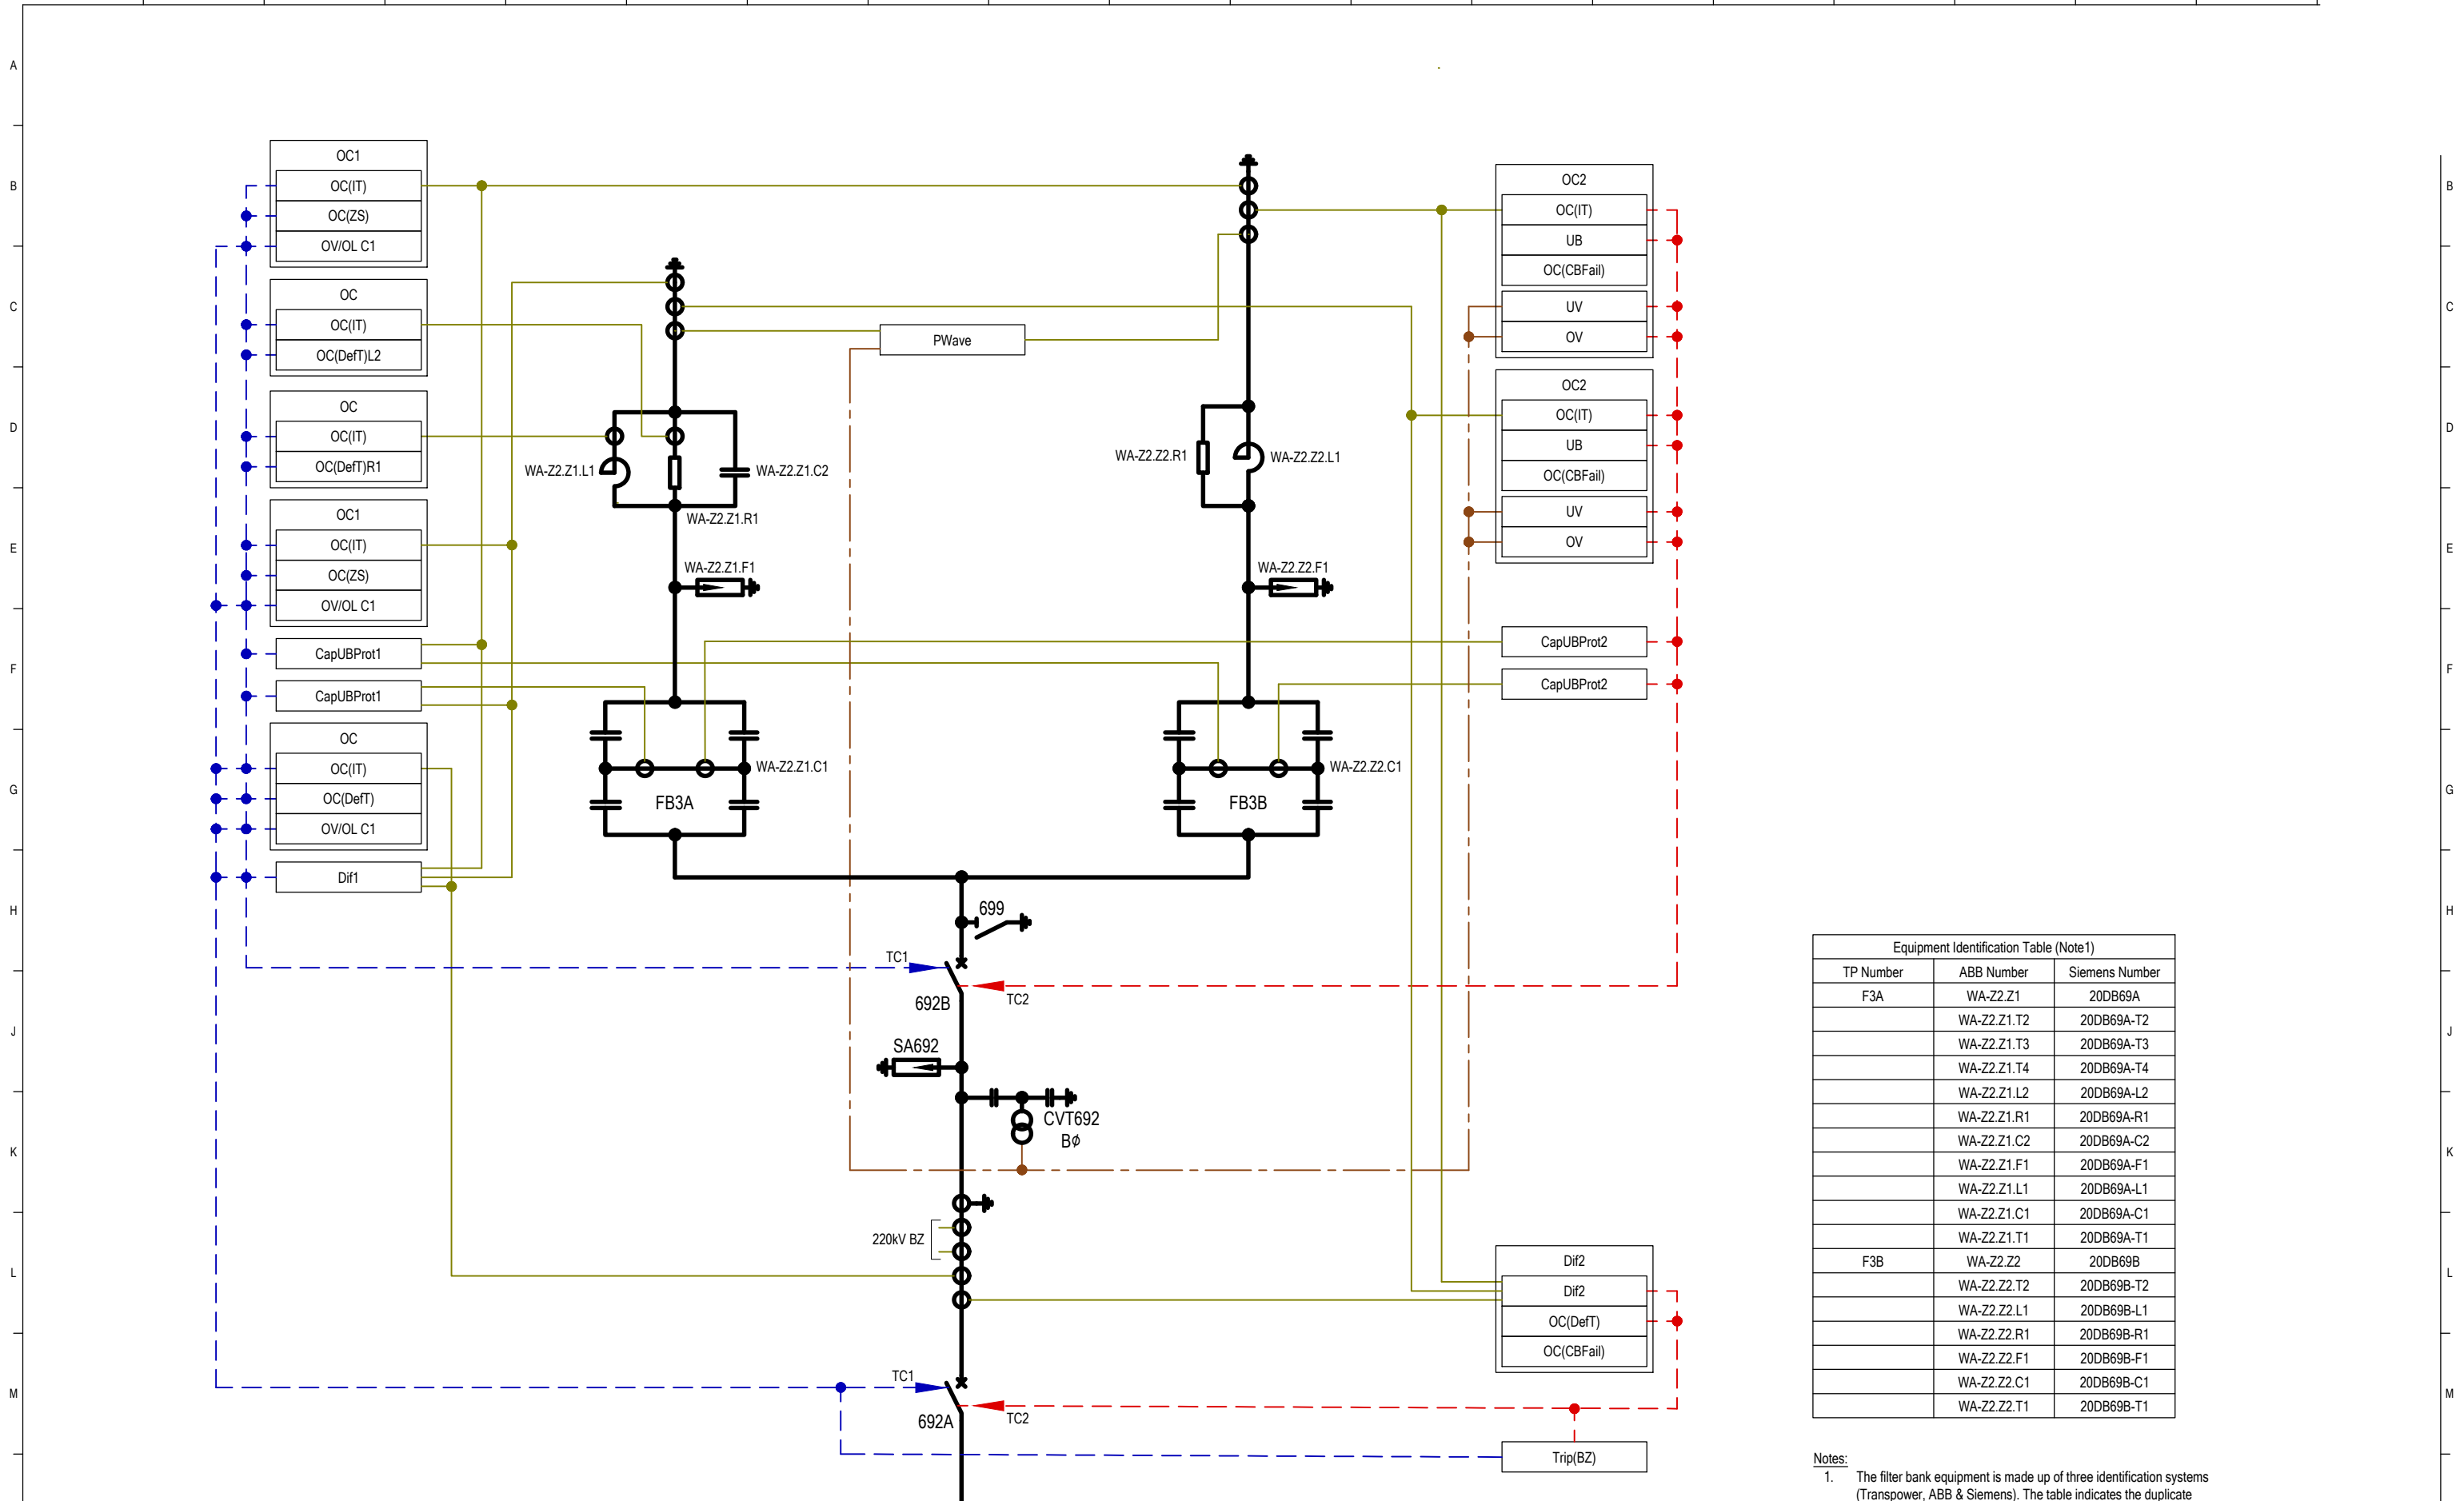 A
B
C
D
E
F
G
H
J
K
L
M
OC1
OC(IT)
OC(ZS)
OV/OL C1
OC
OC(IT)
OC(DefT)L2
OC
OC(IT)
OC(DefT)R1
OC1
OC(IT)
OC(ZS)
OV/OL C1
CapUBProt1
CapUBProt1
OC
OC(IT)
OC(DefT)
OV/OL C1
Dif1
PWave
WA-Z2.Z1.L1
WA-Z2.Z1.C2
WA-Z2.Z1.R1
WA-Z2.Z1.F1
WA-Z2.Z1.C1
FB3A
WA-Z2.Z2.R1
WA-Z2.Z2.L1
WA-Z2.Z2.F1
WA-Z2.Z2.C1
FB3B
699
TC1
692B
TC2
SA692
CVT692
BØ
220kV BZ
TC1
692A
TC2
OC2
OC(IT)
UB
OC(CBFail)
UV
OV
OC2
OC(IT)
UB
OC(CBFail)
UV
OV
CapUBProt2
CapUBProt2
Dif2
Dif2
OC(DefT)
OC(CBFail)
Trip(BZ)
B
C
D
E
F
G
H
J
K
L
M
Equipment Identification Table (Note1)
TP Number ABB Number Siemens Number
F3A WA-Z2.Z1 20DB69A
WA-Z2.Z1.T2 20DB69A-T2
WA-Z2.Z1.T3 20DB69A-T3
WA-Z2.Z1.T4 20DB69A-T4
WA-Z2.Z1.L2 20DB69A-L2
WA-Z2.Z1.R1 20DB69A-R1
WA-Z2.Z1.C2 20DB69A-C2
WA-Z2.Z1.F1 20DB69A-F1
WA-Z2.Z1.L1 20DB69A-L1
WA-Z2.Z1.C1 20DB69A-C1
WA-Z2.Z1.T1 20DB69A-T1
F3B WA-Z2.Z2 20DB69B
WA-Z2.Z2.T2 20DB69B-T2
WA-Z2.Z2.L1 20DB69B-L1
WA-Z2.Z2.R1 20DB69B-R1
WA-Z2.Z2.F1 20DB69B-F1
WA-Z2.Z2.C1 20DB69B-C1
WA-Z2.Z2.T1 20DB69B-T1
Notes:
1. The filter bank equipment is made up of three identification systems
(Transpower, ABB & Siemens). The table indicates the duplicate